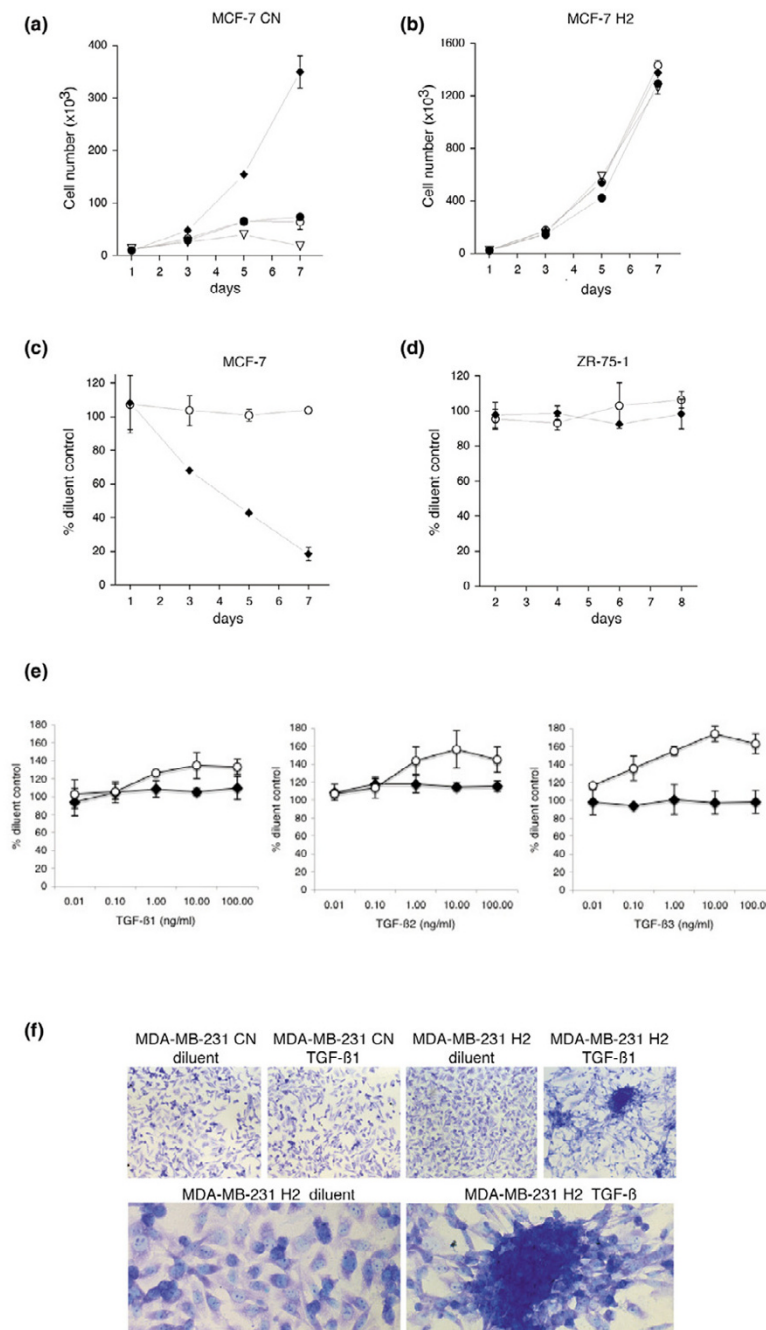 (a)
MCF-7 CN
Cell number (x10³)
400
300
200
100
0
1 2 3 4 5 6 7
days
(b)
MCF-7 H2
Cell number (x10³)
1600
1200
800
400
0
1 2 3 4 5 6 7
days
(c)
MCF-7
% diluent control
120
100
80
60
40
20
0
1 2 3 4 5 6 7
days
(d)
ZR-75-1
% diluent control
120
100
80
60
40
20
0
2 3 4 5 6 7 8
days
(e)
% diluent control
180
160
140
120
100
80
60
40
20
0
0.01 0.10 1.00 10.00 100.00
TGF-ß1 (ng/ml)
% diluent control
180
160
140
120
100
80
60
40
20
0
0.01 0.10 1.00 10.00 100.00
TGF-ß2 (ng/ml)
% diluent control
180
160
140
120
100
80
60
40
20
0
0.01 0.10 1.00 10.00 100.00
TGF-ß3 (ng/ml)
(f)
MDA-MB-231 CN
diluent
MDA-MB-231 CN
TGF-ß1
MDA-MB-231 H2
diluent
MDA-MB-231 H2
TGF-ß1
MDA-MB-231 H2 diluent
MDA-MB-231 H2 TGF-ß